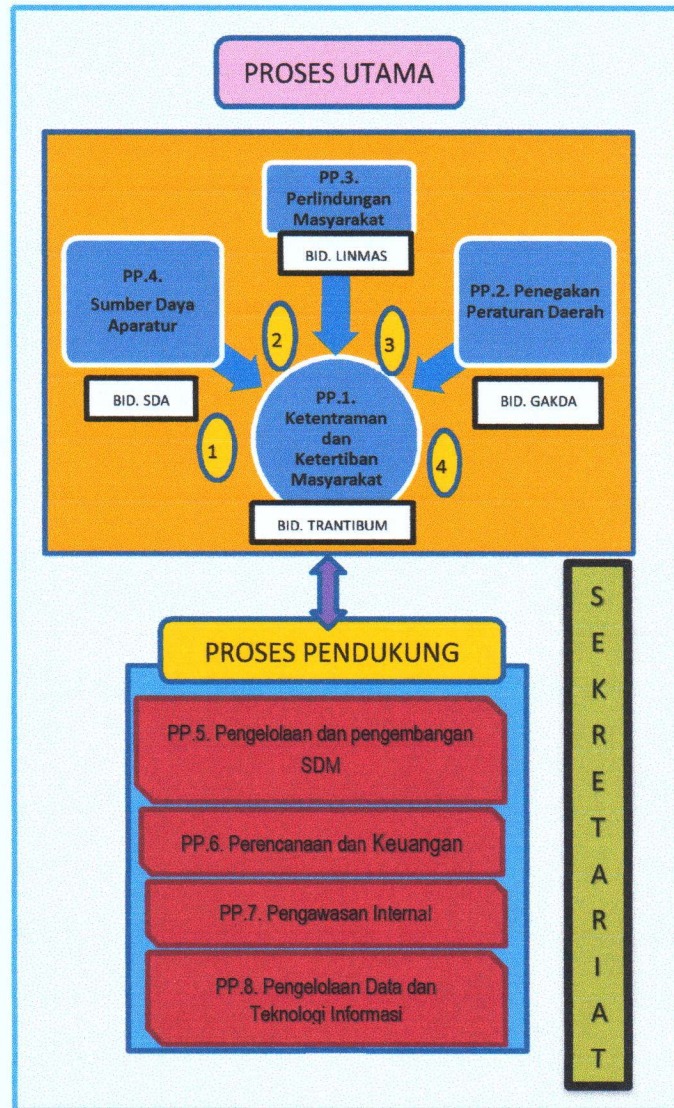 PROSES UTAMA
PP.3.
Perlindungan
Masyarakat
BID. LINMAS
PP.4.
Sumber Daya
Aparatur
BID. SDA
PP.2. Penegakan
Peraturan Daerah
BID. GAKDA
2
3
1
4
PP.1.
Ketentraman
dan
Ketertiban
Masyarakat
BID. TRANTIBUM
PROSES PENDUKUNG
PP.5. Pengelolaan dan pengembangan
SDM
PP.6. Perencanaan dan Keuangan
PP.7. Pengawasan Internal
PP.8. Pengelolaan Data dan
Teknologi Informasi
S
E
K
R
E
T
A
R
I
A
T